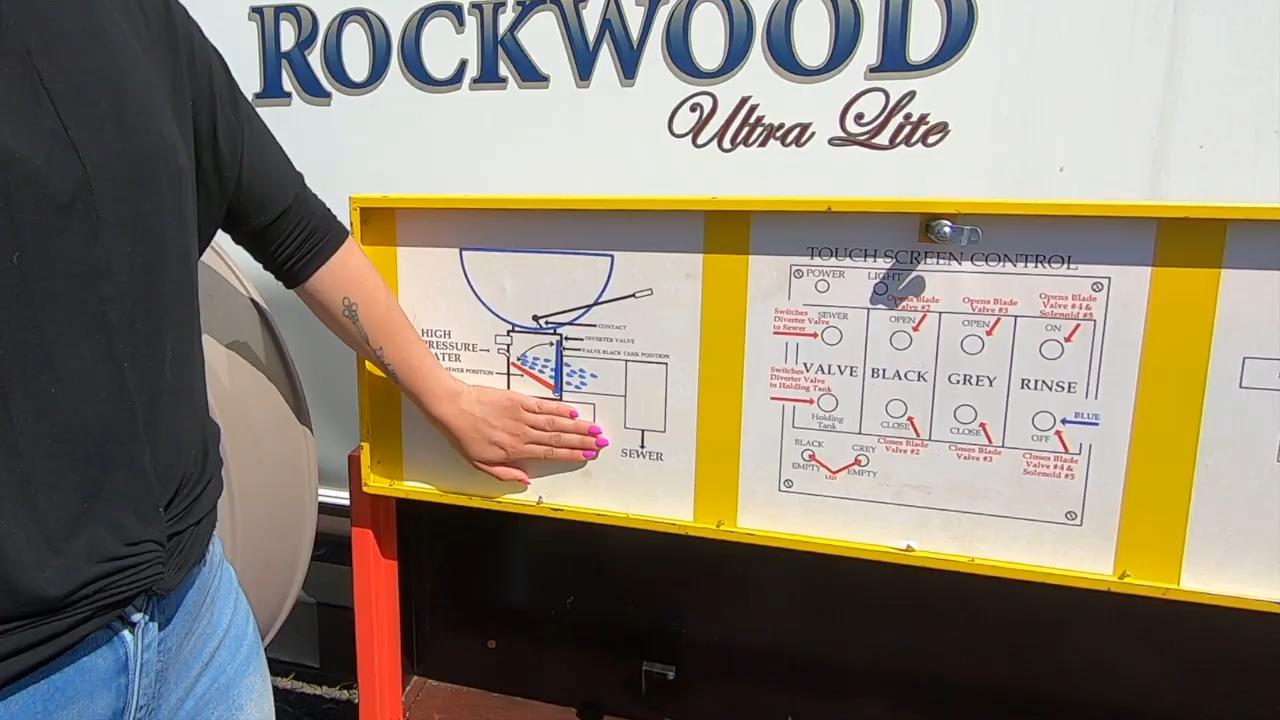 ROCKWOOD
Ultra Lite
HIGH
PRESSURE
WATER
SEWER POSITION
CONTACT
DIVERTER VALVE
VALVE BLACK TANK POSITION
SEWER
TOUCH SCREEN CONTROL
POWER
LIGHT
Switches
Diverter Valve
to Sewer
SEWER
Opens Blade
Valve #2
OPEN
Opens Blade
Valve #3
OPEN
Opens Blade
Valve #4 &
Solenoid #5
ON
VALVE
BLACK
GREY
RINSE
Switches
Diverter Valve
to Holding Tank
Holding
Tank
CLOSE
Closes Blade
Valve #2
CLOSE
Closes Blade
Valve #3
OFF
BLUE
Closes Blade
Valve #4 &
Solenoid #5
BLACK
GREY
EMPTY
EMPTY
LED